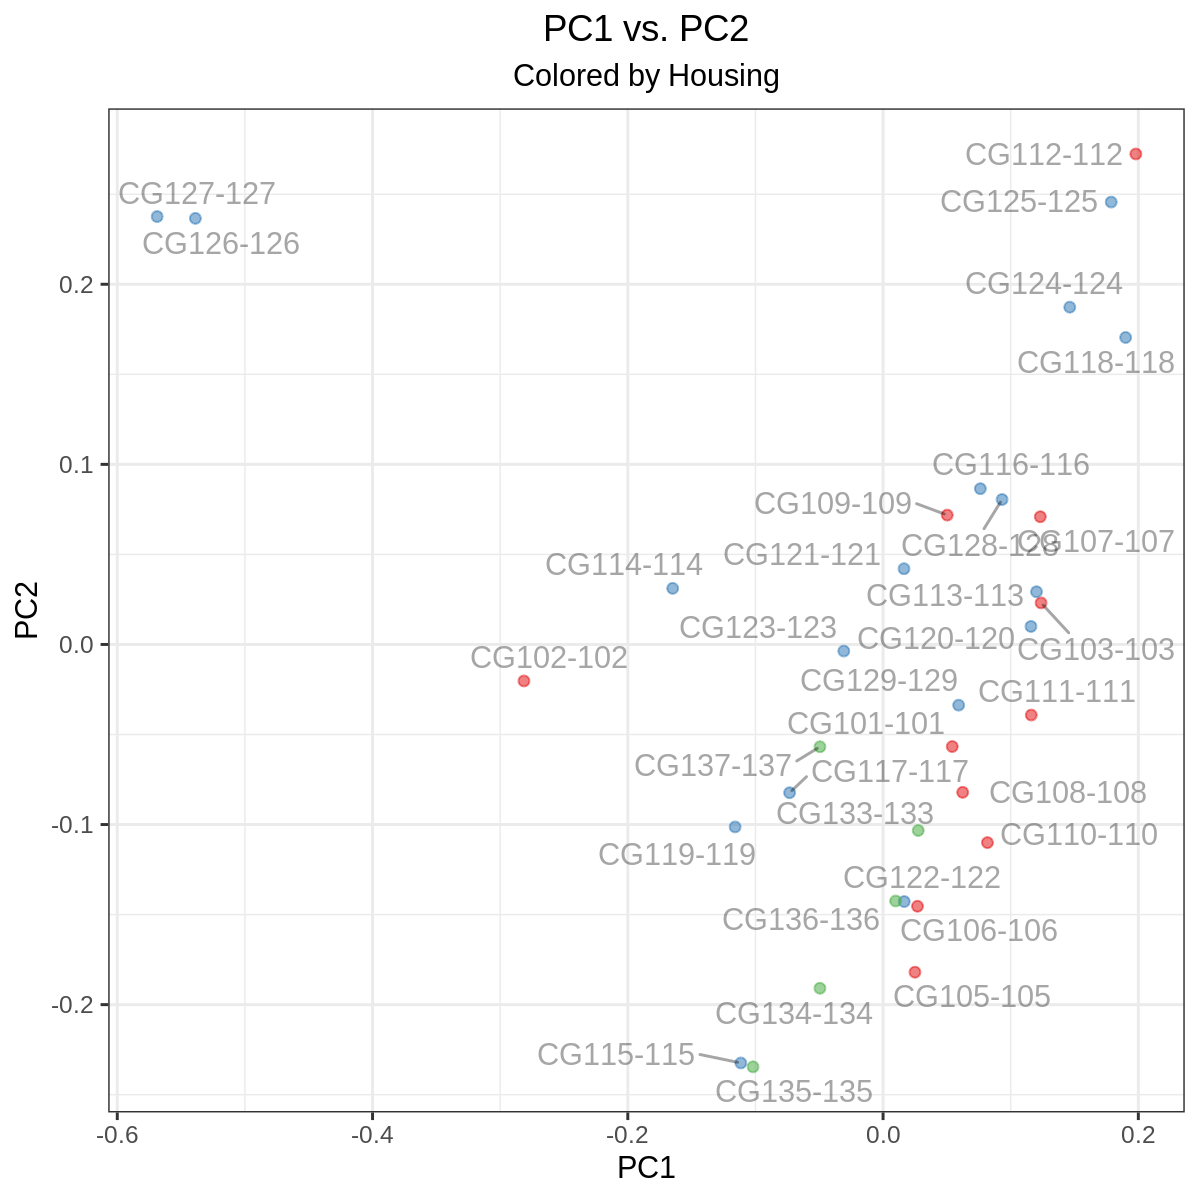 PC1 vs. PC2
Colored by Housing
CG112-112
CG127-127
CG125-125
CG126-126
0.2
CG124-124
CG118-118
0.1
CG116-116
CG109-109
CG107-107
CG128-128
CG121-121
CG114-114
CG113-113
CG123-123
CG120-120
0.0
CG103-103
CG102-102
CG129-129
CG111-111
CG101-101
CG137-137
CG117-117
CG108-108
CG133-133
-0.1
CG110-110
CG119-119
CG122-122
CG136-136
CG106-106
CG105-105
-0.2
CG134-134
CG115-115
CG135-135
PC2
-0.6 -0.4 -0.2 0.0 0.2
PC1